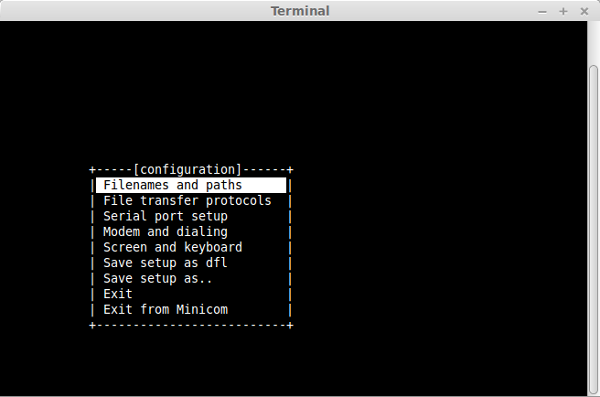 Terminal
+-----[configuration]------+
| Filenames and paths      |
| File transfer protocols  |
| Serial port setup        |
| Modem and dialing        |
| Screen and keyboard      |
| Save setup as dfl        |
| Save setup as..          |
| Exit                     |
| Exit from Minicom        |
+--------------------------+